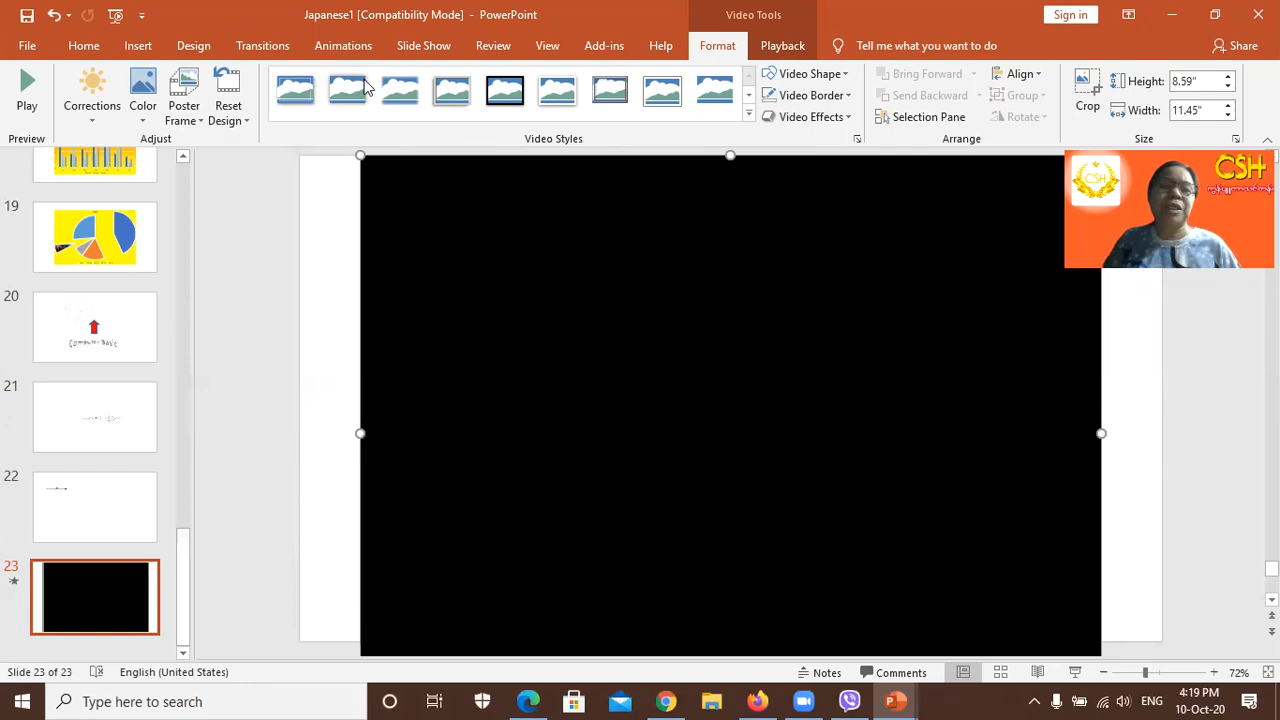 Japanese1 [Compatibility Mode] - PowerPoint
Video Tools
Sign in
File
Home
Insert
Design
Transitions
Animations
Slide Show
Review
View
Add-ins
Help
Format
Playback
Tell me what you want to do
Share
Play
Corrections
Color
Poster Frame
Reset Design
Video Shape
Video Border
Video Effects
Bring Forward
Send Backward
Selection Pane
Align
Group
Rotate
Crop
Height: 8.59"
Width: 11.45"
Preview
Adjust
Video Styles
Arrange
Size
CSH
CSH
19
20
Computer Basic
21
22
23
Slide 23 of 23
English (United States)
Notes
Comments
72%
Type here to search
ENG
4:19 PM
10-Oct-20